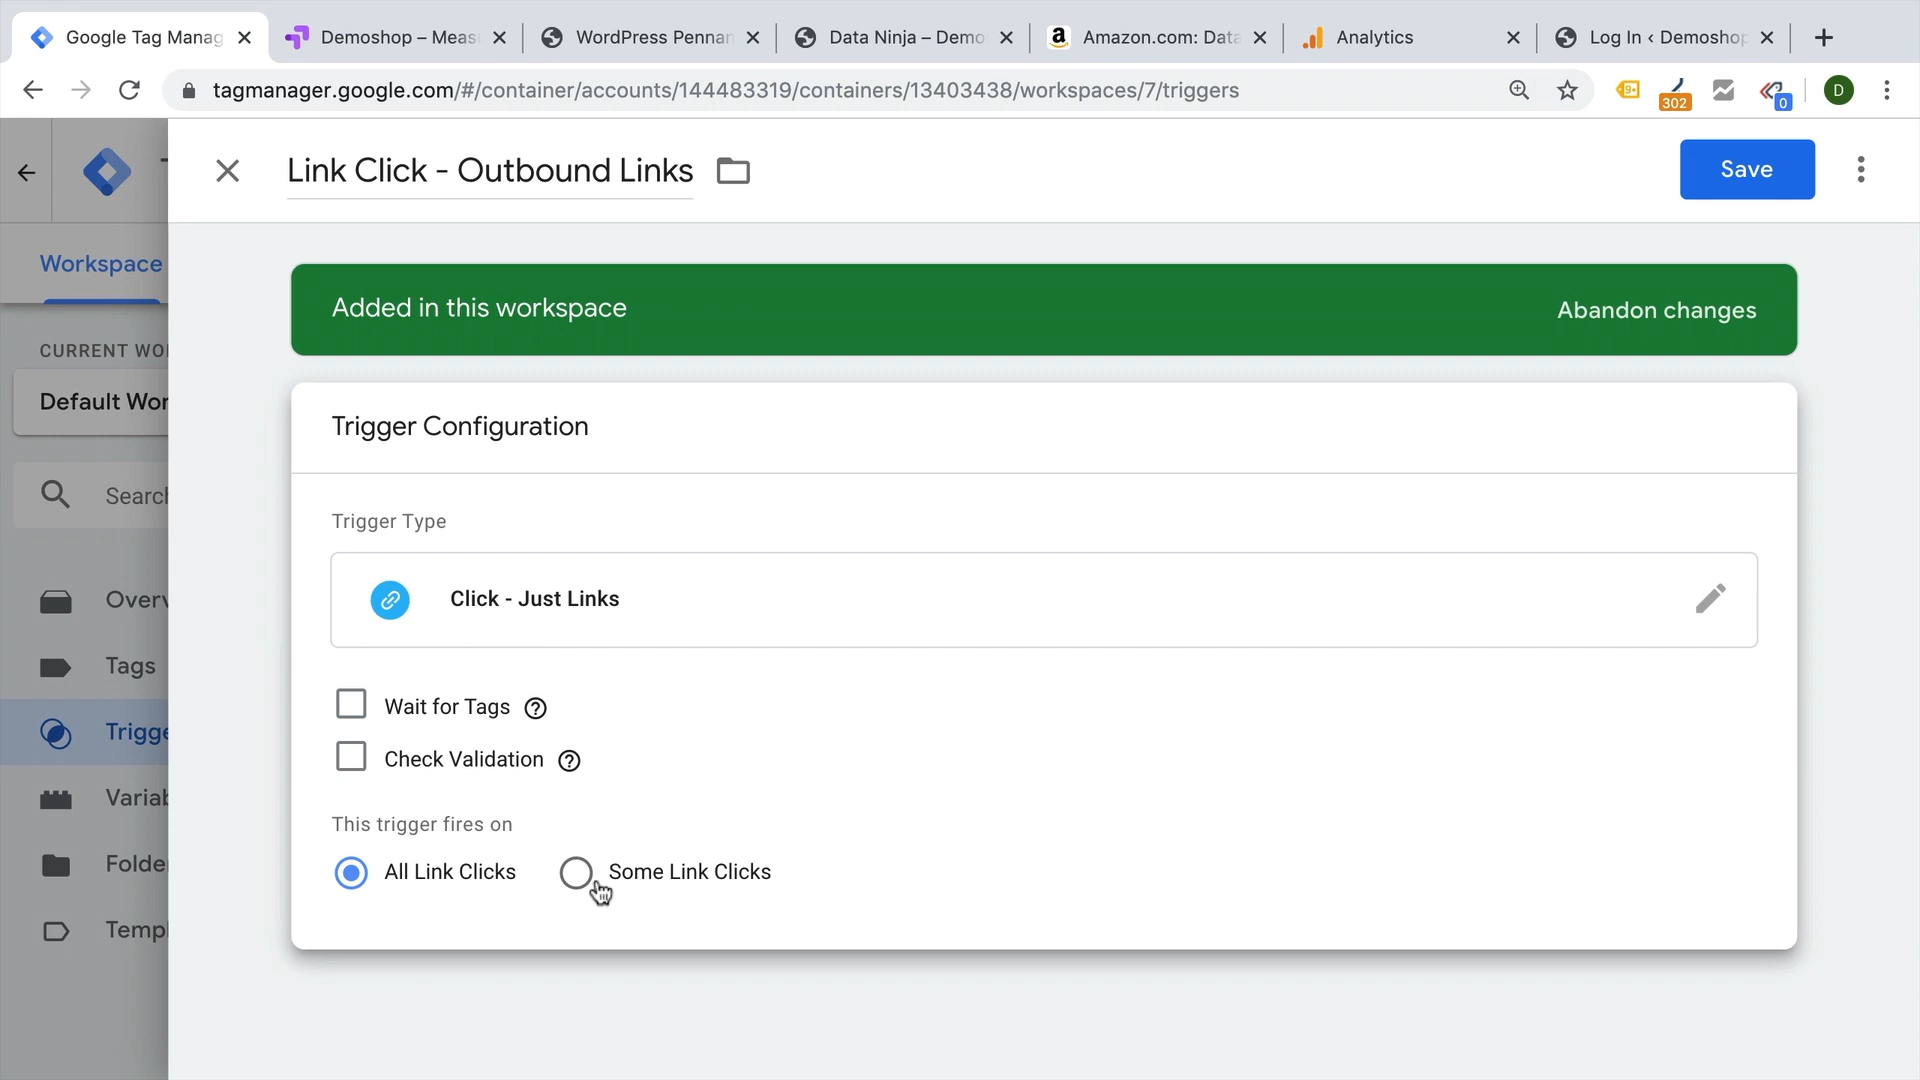 Google Tag Manag
Demoshop – Meas
WordPress Pennan
Data Ninja – Demo
Amazon.com: Data
Analytics
Log In ‹ Demoshop
tagmanager.google.com/#/container/accounts/144483319/containers/13403438/workspaces/7/triggers
302
0
D
Link Click - Outbound Links
Save
Workspace
Added in this workspace
Abandon changes
CURRENT WO
Default Wor
Trigger Configuration
Search
Trigger Type
Click - Just Links
Overv
Tags
Wait for Tags
Trigge
Check Validation
Variab
This trigger fires on
Folde
All Link Clicks
Some Link Clicks
Templ